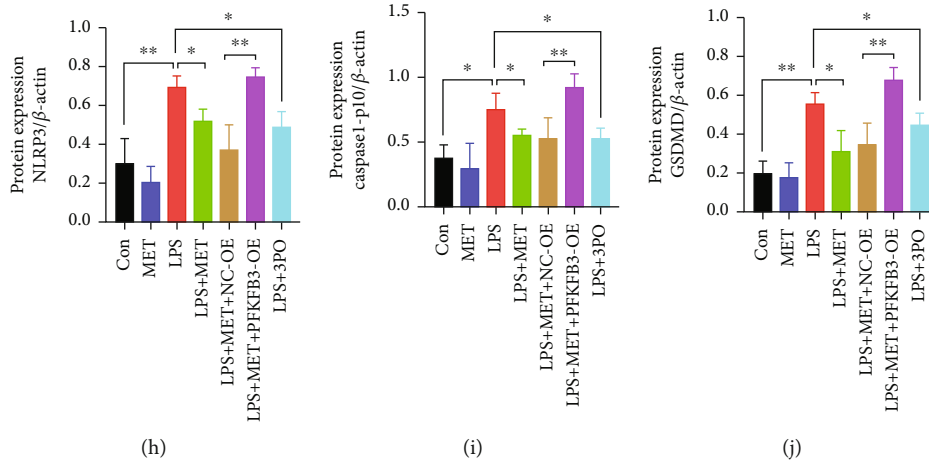 Protein expression
NLRP3/β-actin
1.0
0.8
0.6
0.4
0.2
0.0
**
*
**
*
Con
MET
LPS
LPS+MET
LPS+MET+NC-OE
LPS+MET+PFKFB3-OE
LPS+3PO
(h)
Protein expression
caspase1-p10/β-actin
1.5
1.0
0.5
0.0
*
*
**
*
Con
MET
LPS
LPS+MET
LPS+MET+NC-OE
LPS+MET+PFKFB3-OE
LPS+3PO
(i)
Protein expression
GSDMD/β-actin
1.0
0.8
0.6
0.4
0.2
0.0
**
*
**
*
Con
MET
LPS
LPS+MET
LPS+MET+NC-OE
LPS+MET+PFKFB3-OE
LPS+3PO
(j)